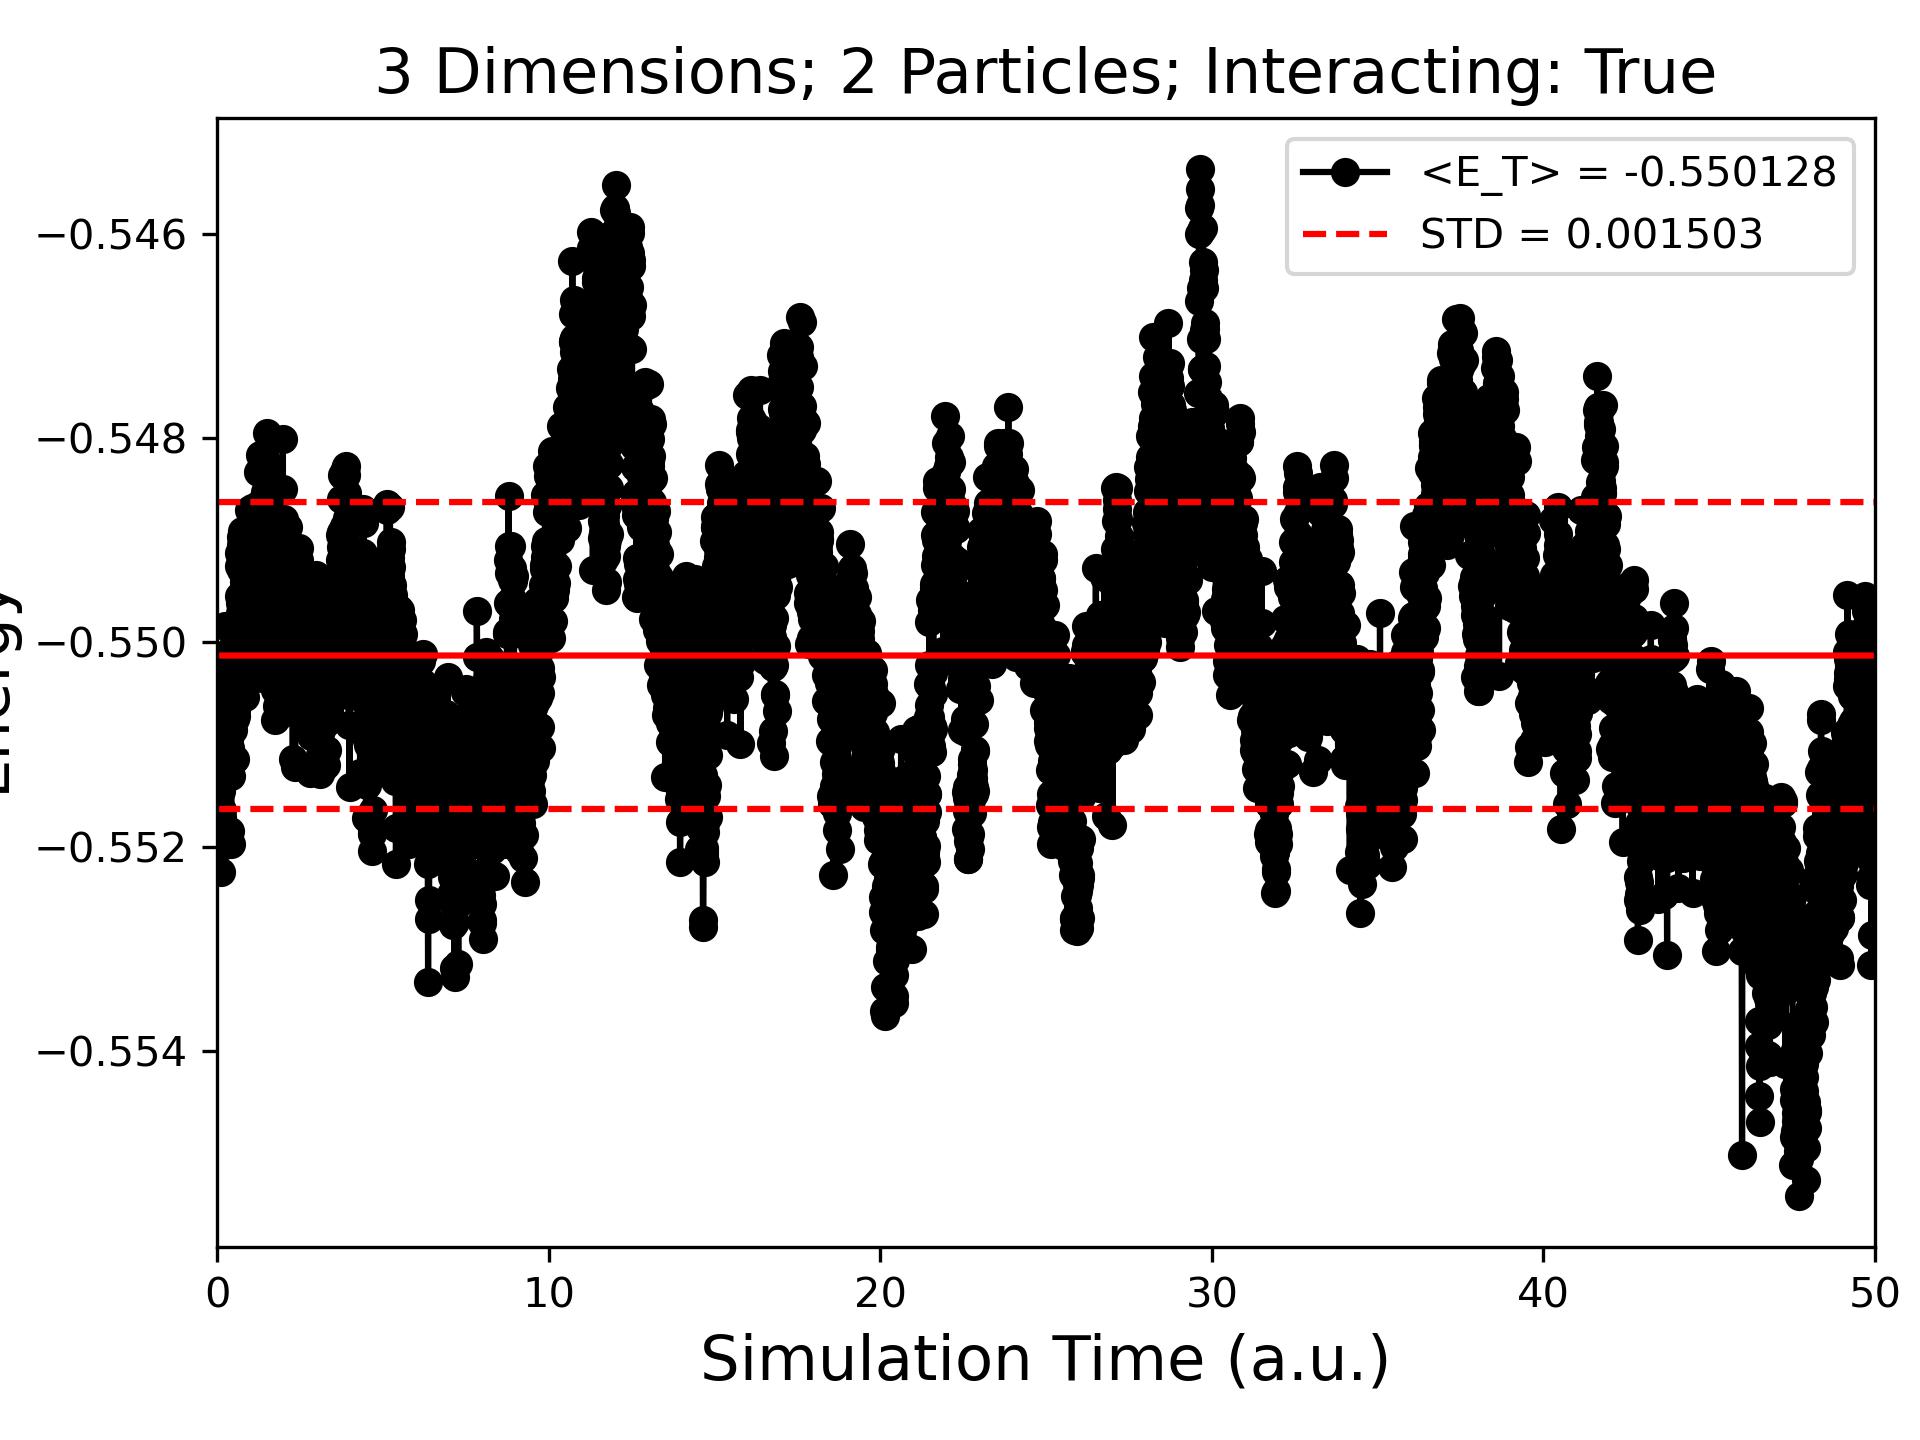 3 Dimensions; 2 Particles; Interacting: True
<E_T> = -0.550128
STD = 0.001503
−0.546
−0.548
−0.550
−0.552
−0.554
Energy
0 10 20 30 40 50
Simulation Time (a.u.)